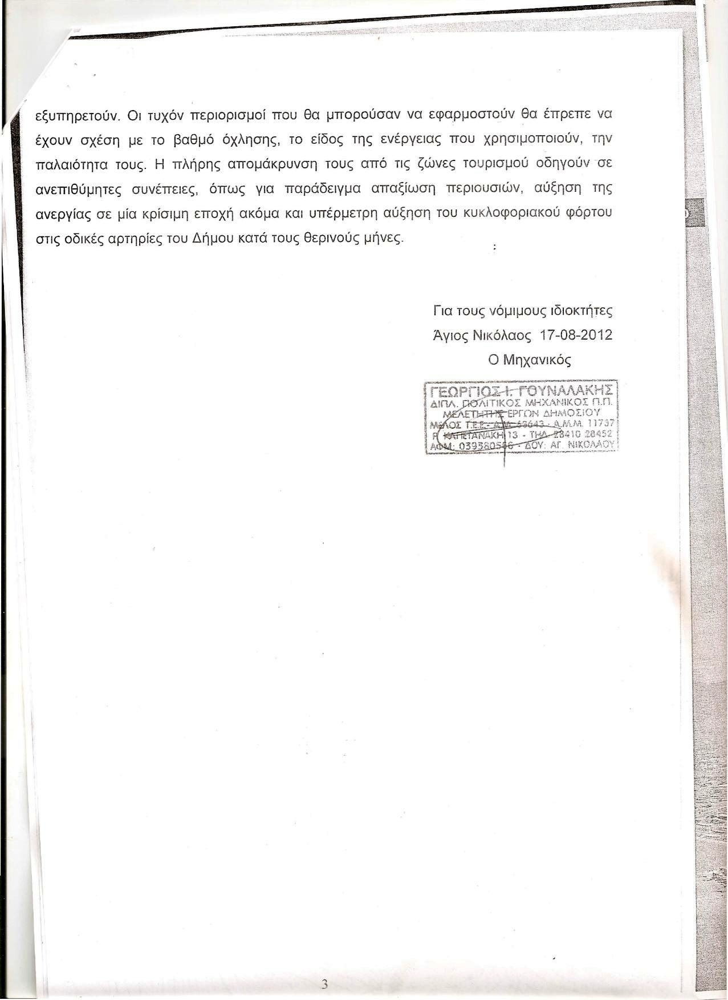 εξυπηρετούν. Οι τυχόν περιορισμοί που θα μπορούσαν να εφαρμοστούν θα έπρεπε να
έχουν σχέση με το βαθμό όχλησης, το είδος της ενέργειας που χρησιμοποιούν, την
παλαιότητα τους. Η πλήρης απομάκρυνση τους από τις ζώνες τουρισμού οδηγούν σε
ανεπιθύμητες συνέπειες, όπως για παράδειγμα απαξίωση περιουσιών, αύξηση της
ανεργίας σε μία κρίσιμη εποχή ακόμα και υπέρμετρη αύξηση του κυκλοφοριακού φόρτου
στις οδικές αρτηρίες του Δήμου κατά τους θερινούς μήνες.
Για τους νόμιμους ιδιοκτήτες
Άγιος Νικόλαος 17-08-2012
Ο Μηχανικός
ΓΕΩΡΓΙΟΣ Ι. ΓΟΥΝΑΛΑΚΗΣ
ΔΙΠΛ. ΠΟΛΙΤΙΚΟΣ ΜΗΧΑΝΙΚΟΣ Π.Π.
ΜΕΛΕΤΗΤΗΣ ΕΡΓΩΝ ΔΗΜΟΣΙΟΥ
ΜΕΛΟΣ Τ.Ε.Ε.- Α.Μ. - Α.Μ.Μ. 11737
ΚΑΠΕΤΑΝΑΚΗ 13 - ΤΗΛ. 28410 28452
ΑΦΜ: - ΔΟΥ: ΑΓ. ΝΙΚΟΛΑΟΥ
3